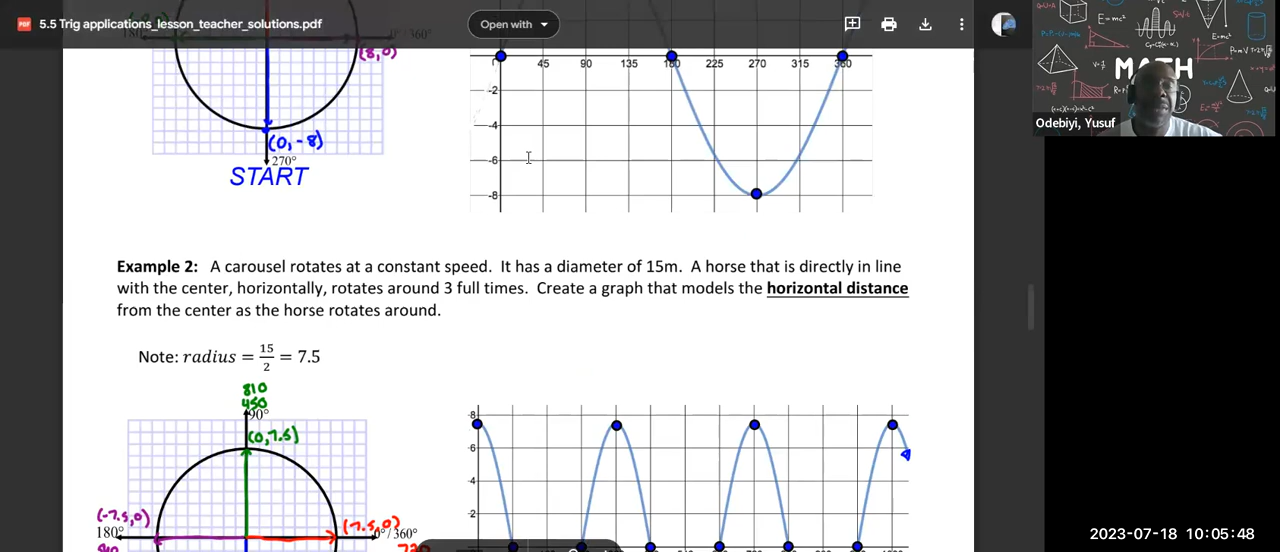 5.5 Trig applications_lesson_teacher_solutions.pdf
Open with
(8,0)
(0,-8)
270°
START
45 90 135 180 225 270 315 360
-2
-4
-6
-8
E=mc²
MATH
Odebiyi, Yusuf
Example 2: A carousel rotates at a constant speed. It has a diameter of 15m. A horse that is directly in line
with the center, horizontally, rotates around 3 full times. Create a graph that models the horizontal distance
from the center as the horse rotates around.
Note: radius = 15/2 = 7.5
810
450
90°
(0,7.5)
(-7.5,0)
180°
(7.5,0)
0°/360°
8
6
4
2
2023-07-18 10:05:48